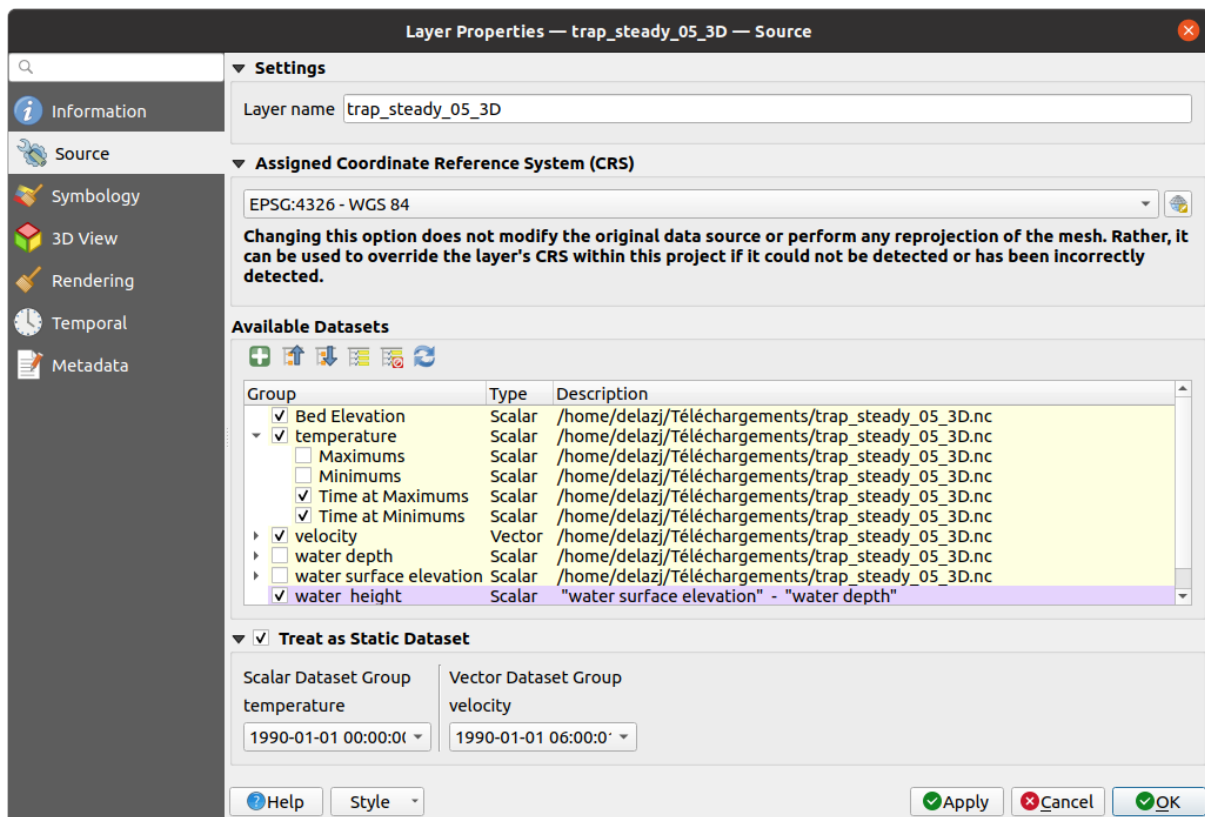 Layer Properties — trap_steady_05_3D — Source
Information
Source
Symbology
3D View
Rendering
Temporal
Metadata
Settings
Layer name trap_steady_05_3D
Assigned Coordinate Reference System (CRS)
EPSG:4326 - WGS 84
Changing this option does not modify the original data source or perform any reprojection of the mesh. Rather, it
can be used to override the layer's CRS within this project if it could not be detected or has been incorrectly
detected.
Available Datasets
Group Type Description
Bed Elevation Scalar /home/delazj/Téléchargements/trap_steady_05_3D.nc
temperature Scalar /home/delazj/Téléchargements/trap_steady_05_3D.nc
Maximums Scalar /home/delazj/Téléchargements/trap_steady_05_3D.nc
Minimums Scalar /home/delazj/Téléchargements/trap_steady_05_3D.nc
Time at Maximums Scalar /home/delazj/Téléchargements/trap_steady_05_3D.nc
Time at Minimums Scalar /home/delazj/Téléchargements/trap_steady_05_3D.nc
velocity Vector /home/delazj/Téléchargements/trap_steady_05_3D.nc
water depth Scalar /home/delazj/Téléchargements/trap_steady_05_3D.nc
water surface elevation Scalar /home/delazj/Téléchargements/trap_steady_05_3D.nc
water_height Scalar "water surface elevation" - "water depth"
Treat as Static Dataset
Scalar Dataset Group Vector Dataset Group
temperature velocity
1990-01-01 00:00:00 1990-01-01 06:00:01
Help Style Apply Cancel OK